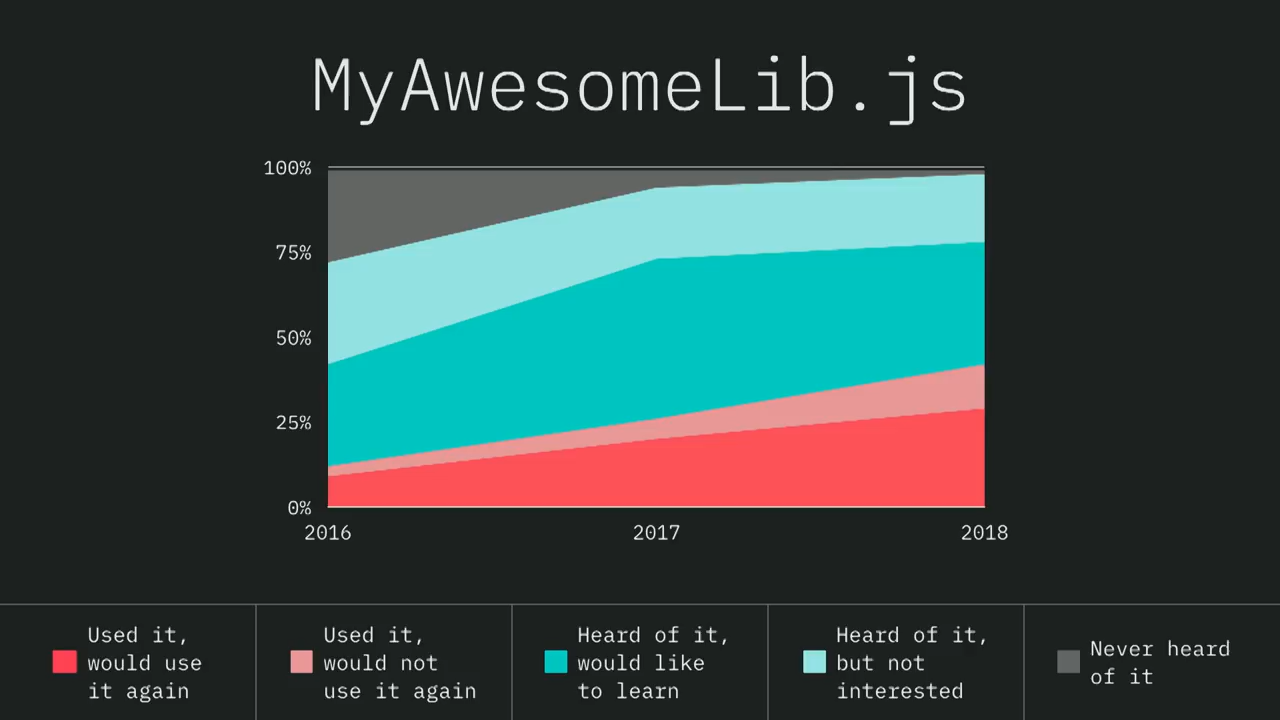 MyAwesomeLib.js
100%
75%
50%
25%
0%
2016 2017 2018
Used it,
would use
it again
Used it,
would not
use it again
Heard of it,
would like
to learn
Heard of it,
but not
interested
Never heard
of it